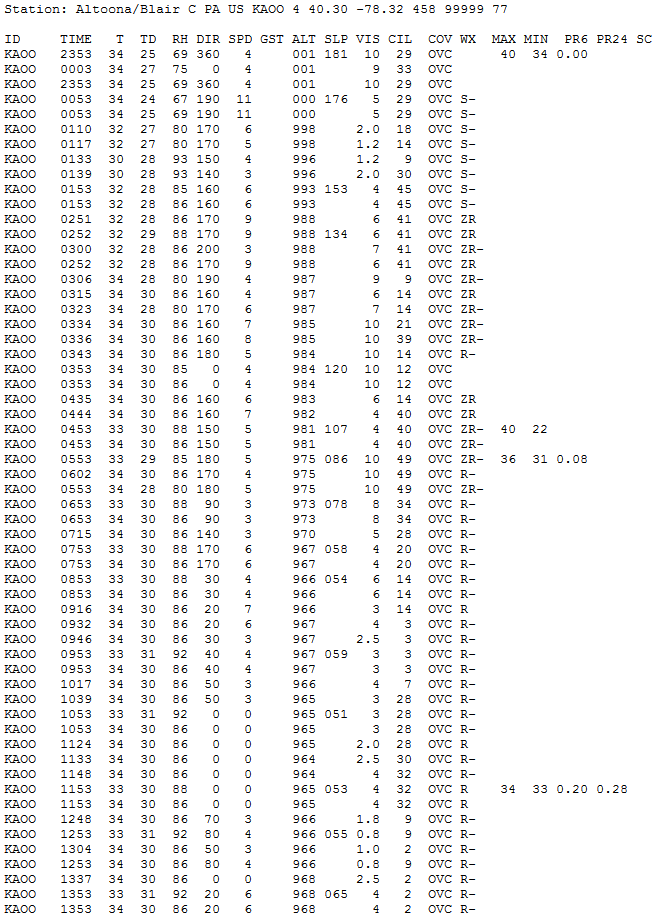 Station: Altoona/Blair C PA US KAOO 4 40.30 -78.32 458 99999 77
ID TIME T TD RH DIR SPD GST ALT SLP VIS CIL COV WX MAX MIN PR6 PR24 SC
KAOO 2353 34 25 69 360 4 001 181 10 29 OVC 40 34 0.00
KAOO 0003 34 27 75 0 4 001 9 33 OVC
KAOO 2353 34 25 69 360 4 001 10 29 OVC
KAOO 0053 34 24 67 190 11 000 176 5 29 OVC S-
KAOO 0053 34 25 69 190 11 000 5 29 OVC S-
KAOO 0110 32 27 80 170 6 998 2.0 18 OVC S-
KAOO 0117 32 27 80 170 5 998 1.2 14 OVC S-
KAOO 0133 30 28 93 150 4 996 1.2 9 OVC S-
KAOO 0139 30 28 93 140 3 996 2.0 30 OVC S-
KAOO 0153 32 28 85 160 6 993 153 4 45 OVC S-
KAOO 0153 32 28 86 160 6 993 4 45 OVC S-
KAOO 0251 32 28 86 170 9 988 6 41 OVC ZR
KAOO 0252 32 29 88 170 9 988 134 6 41 OVC ZR
KAOO 0300 32 28 86 200 3 988 7 41 OVC ZR-
KAOO 0252 32 28 86 170 9 988 6 41 OVC ZR
KAOO 0306 34 28 80 190 4 987 9 9 OVC ZR-
KAOO 0315 34 30 86 160 4 987 6 14 OVC ZR
KAOO 0323 34 28 80 170 6 987 7 14 OVC ZR-
KAOO 0334 34 30 86 160 7 985 10 21 OVC ZR-
KAOO 0336 34 30 86 160 8 985 10 39 OVC ZR-
KAOO 0343 34 30 86 180 5 984 10 14 OVC R-
KAOO 0353 34 30 85 0 4 984 120 10 12 OVC
KAOO 0353 34 30 86 0 4 984 10 12 OVC
KAOO 0435 34 30 86 160 6 983 6 14 OVC ZR
KAOO 0444 34 30 86 160 7 982 4 40 OVC ZR
KAOO 0453 33 30 88 150 5 981 107 4 40 OVC ZR- 40 22
KAOO 0453 34 30 86 150 5 981 4 40 OVC ZR-
KAOO 0553 33 29 85 180 5 975 086 10 49 OVC ZR- 36 31 0.08
KAOO 0602 34 30 86 170 4 975 10 49 OVC R-
KAOO 0553 34 28 80 180 5 975 10 49 OVC ZR-
KAOO 0653 33 30 88 90 3 973 078 8 34 OVC R-
KAOO 0653 34 30 86 90 3 973 8 34 OVC R-
KAOO 0715 34 30 86 140 3 970 5 28 OVC R-
KAOO 0753 33 30 88 170 6 967 058 4 20 OVC R-
KAOO 0753 34 30 86 170 6 967 4 20 OVC R-
KAOO 0853 33 30 88 30 4 966 054 6 14 OVC R-
KAOO 0853 34 30 86 30 4 966 6 14 OVC R-
KAOO 0916 34 30 86 20 7 966 3 14 OVC R
KAOO 0932 34 30 86 20 6 967 4 3 OVC R-
KAOO 0946 34 30 86 30 3 967 2.5 3 OVC R-
KAOO 0953 33 31 92 40 4 967 059 3 3 OVC R-
KAOO 0953 34 30 86 40 4 967 3 3 OVC R-
KAOO 1017 34 30 86 50 3 966 4 7 OVC R-
KAOO 1039 34 30 86 50 3 965 3 28 OVC R-
KAOO 1053 33 31 92 0 0 965 051 3 28 OVC R-
KAOO 1053 34 30 86 0 0 965 3 28 OVC R-
KAOO 1124 34 30 86 0 0 965 2.0 28 OVC R
KAOO 1133 34 30 86 0 0 964 2.5 30 OVC R-
KAOO 1148 34 30 86 0 0 964 4 32 OVC R-
KAOO 1153 33 30 88 0 0 965 053 4 32 OVC R 34 33 0.20 0.28
KAOO 1153 34 30 86 0 0 965 4 32 OVC R
KAOO 1248 34 30 86 70 3 966 1.8 9 OVC R-
KAOO 1253 33 31 92 80 4 966 055 0.8 9 OVC R-
KAOO 1304 34 30 86 50 3 966 1.0 2 OVC R-
KAOO 1253 34 30 86 80 4 966 0.8 9 OVC R-
KAOO 1337 34 30 86 0 0 968 2.5 2 OVC R-
KAOO 1353 33 31 92 20 6 968 065 4 2 OVC R-
KAOO 1353 34 30 86 20 6 968 4 2 OVC R-